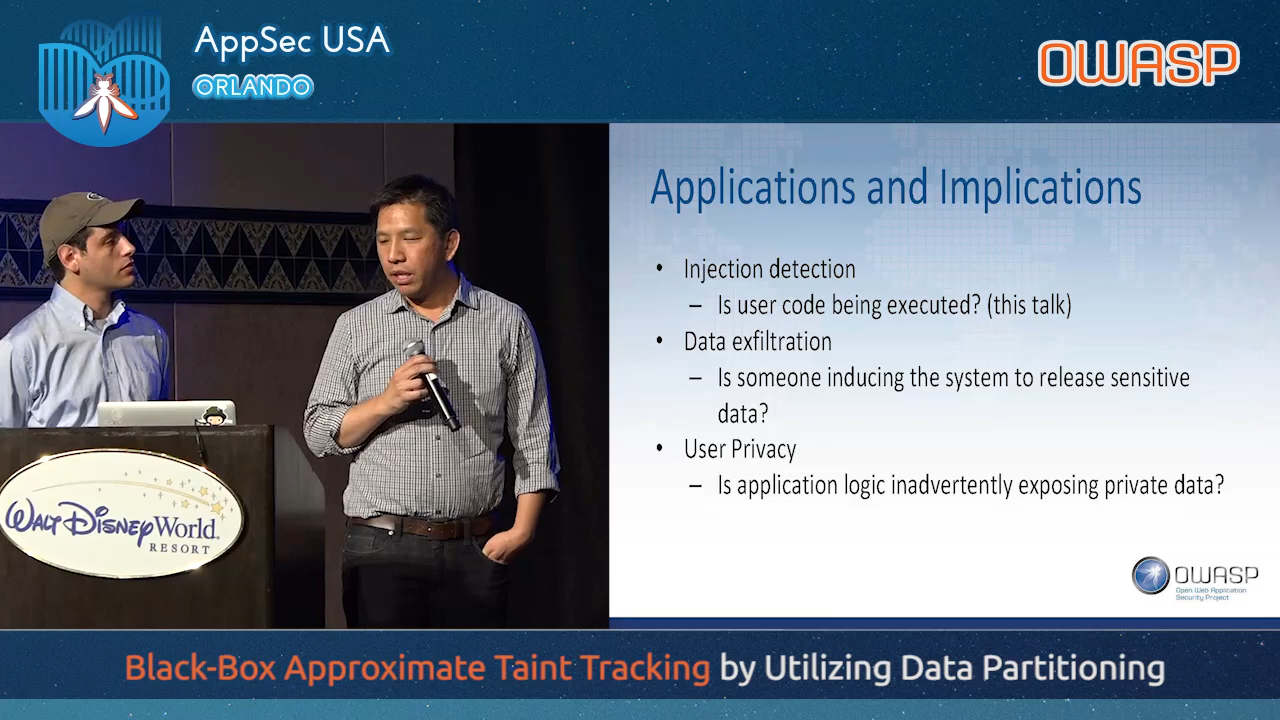 AppSec USA
ORLANDO
OWASP
Applications and Implications
• Injection detection
– Is user code being executed? (this talk)
• Data exfiltration
– Is someone inducing the system to release sensitive
data?
• User Privacy
– Is application logic inadvertently exposing private data?
WALT DISNEY World.
RESORT
OWASP
Open Web Application
Security Project
Black-Box Approximate Taint Tracking by Utilizing Data Partitioning